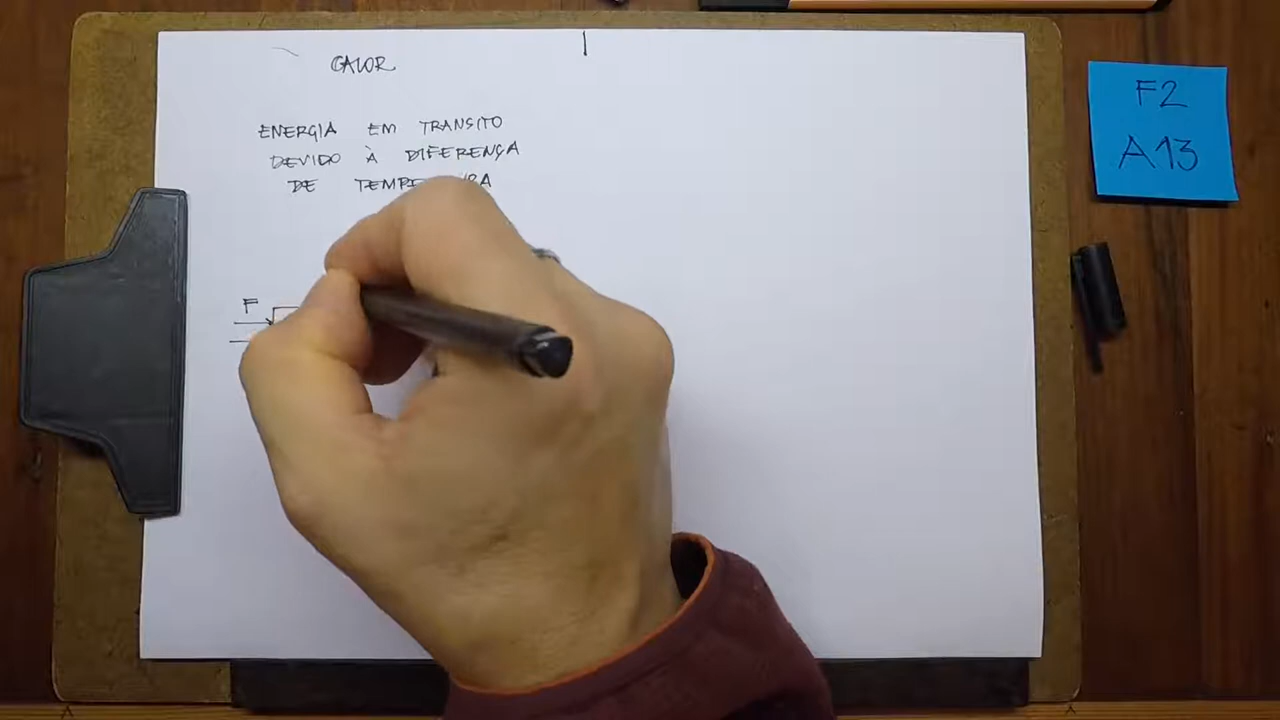 CALOR
ENERGIA EM TRANSITO
DEVIDO À DIFERENÇA
DE
F
F2
A13